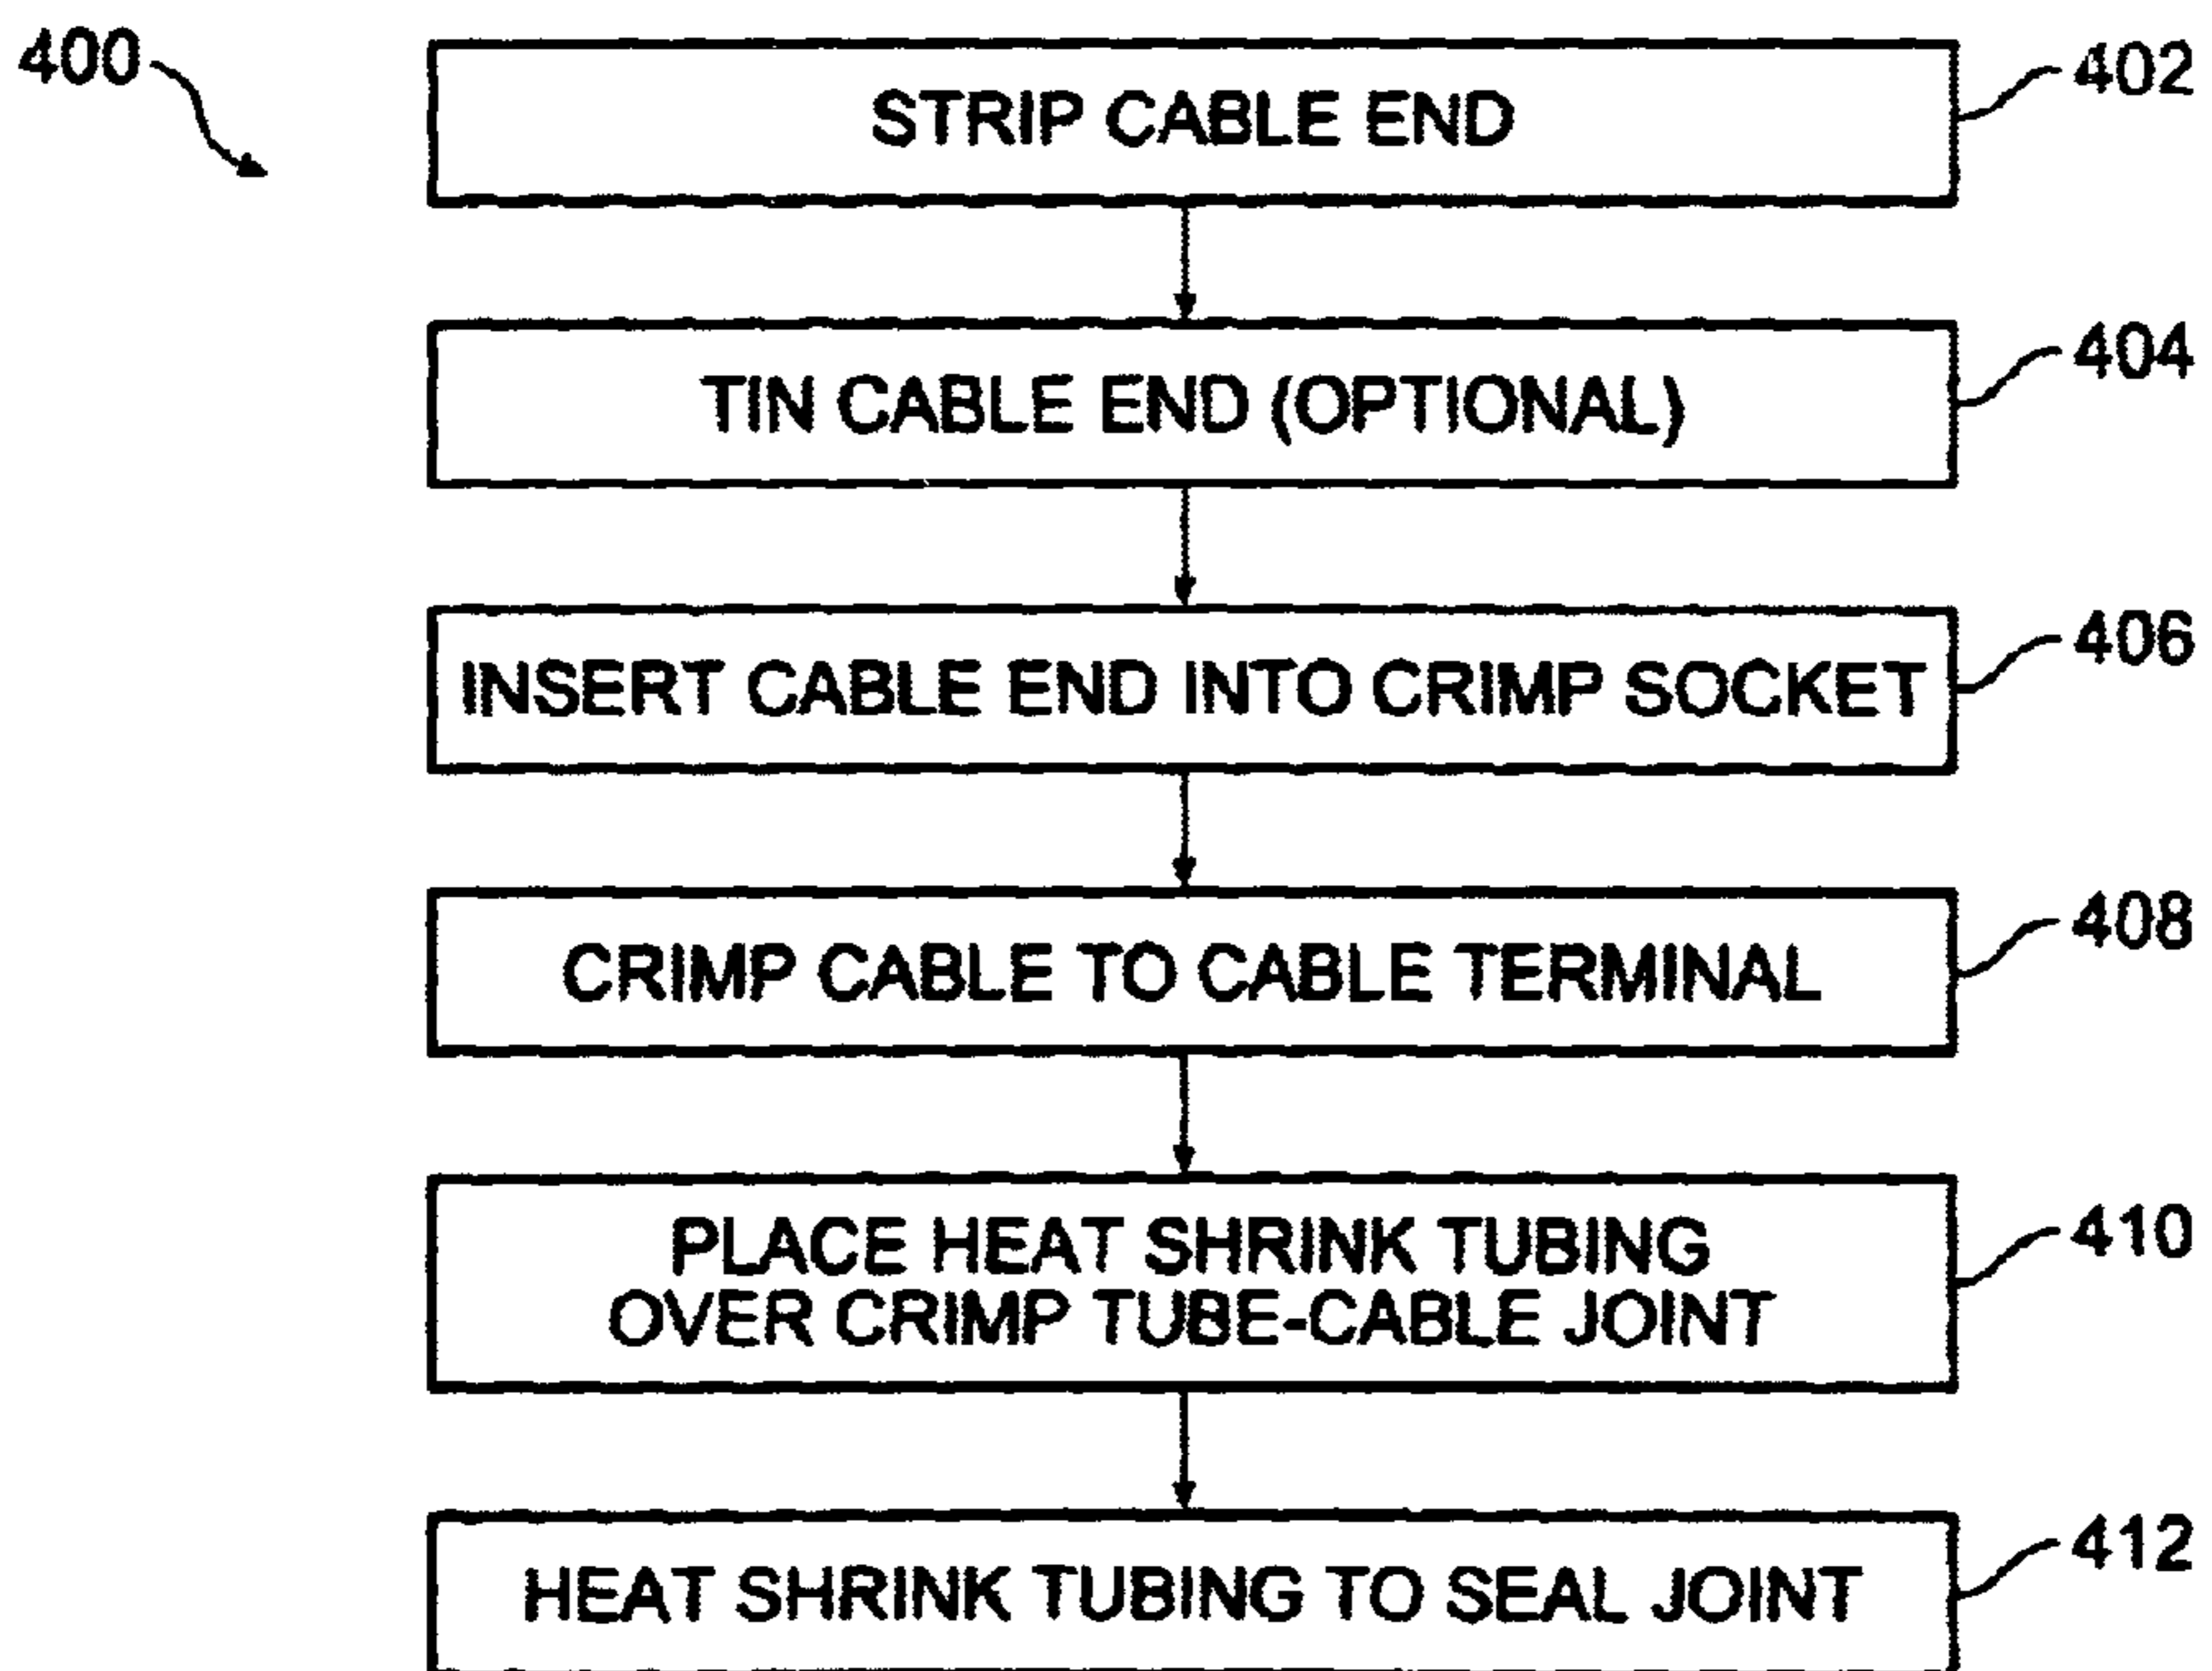 400
STRIP CABLE END
402
TIN CABLE END (OPTIONAL)
404
INSERT CABLE END INTO CRIMP SOCKET
406
CRIMP CABLE TO CABLE TERMINAL
408
PLACE HEAT SHRINK TUBING
OVER CRIMP TUBE-CABLE JOINT
410
HEAT SHRINK TUBING TO SEAL JOINT
412